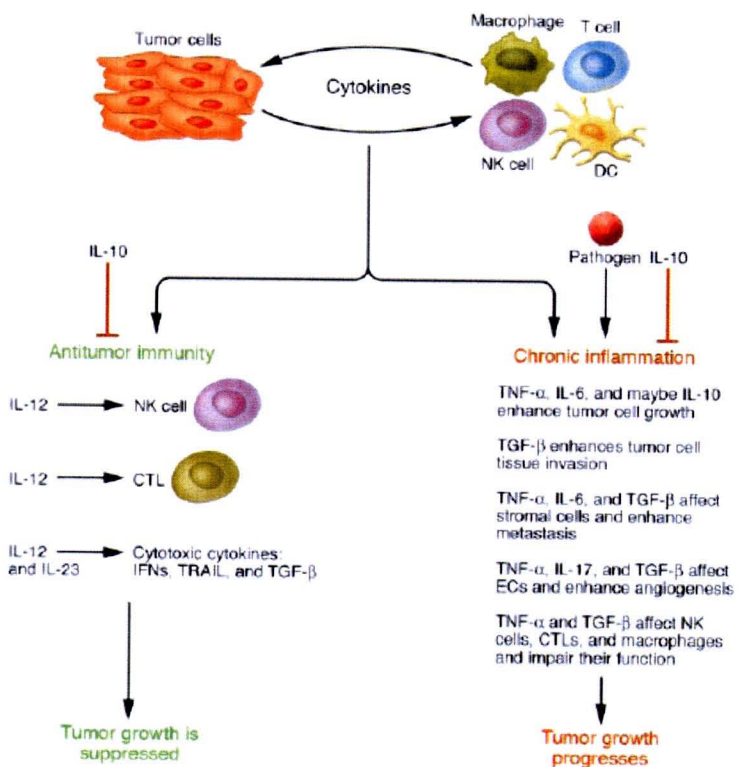 Macrophage
T cell
Tumor cells
Cytokines
NK cell
DC
IL-10
Pathogen IL-10
Antitumor immunity
Chronic inflammation
IL-12 NK cell
IL-12 CTL
IL-12
and IL-23
Cytotoxic cytokines:
IFNs, TRAIL, and TGF-β
TNF-α, IL-6, and maybe IL-10
enhance tumor cell growth
TGF-β enhances tumor cell
tissue invasion
TNF-α, IL-6, and TGF-β affect
stromal cells and enhance
metastasis
TNF-α, IL-17, and TGF-β affect
ECs and enhance angiogenesis
TNF-α and TGF-β affect NK
cells, CTLs, and macrophages
and impair their function
Tumor growth is
suppressed
Tumor growth
progresses